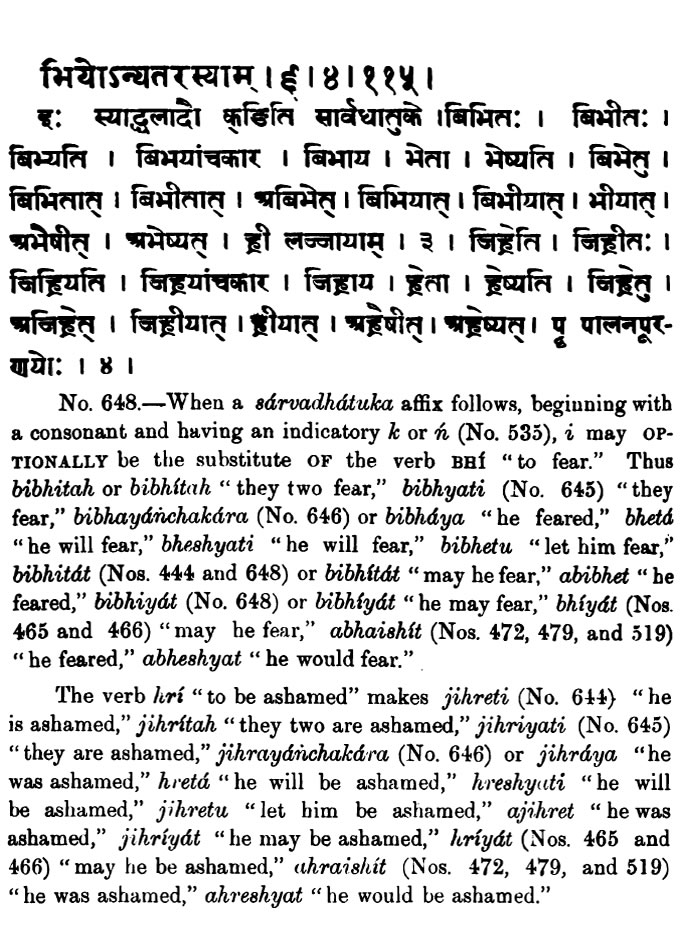 भियोऽन्यतरस्याम् । ६ । ४ । ११५ ।
इः स्याद्धलादौ क्ङिति सार्वधातुके । बिभितः । बिभीतः ।
बिभ्यति । बिभयांचकार । बिभाय । भेता । भेष्यति । बिभेतु ।
बिभितात् । बिभीतात् । अबिभेत् । बिभियात् । बिभीयात् । भीयात् ।
अभैषीत् । अभेष्यत् । ह्री लज्जायाम् । ३ । जिह्रेति । जिह्रीतः ।
जिह्रियति । जिह्रयांचकार । जिह्राय । ह्रेता । ह्रेष्यति । जिह्रेतु ।
अजिह्रेत् । जिह्रीयात् । ह्रीयात् । अह्रैषीत् । अह्रेष्यत् । पॄ पालनपूर-
णयोः । ४ ।
No. 648.—When a sárvadhátuka affix follows, beginning with
a consonant and having an indicatory k or ń (No. 535), i may OP-
TIONALLY be the substitute OF the verb BHÍ "to fear." Thus
bibhitah or bibhítah "they two fear," bibhyati (No. 645) "they
fear," bibhayáńchakára (No. 646) or bibháya "he feared," bhetá
"he will fear," bheshyati "he will fear," bibhetu "let him fear,"
bibhitát (Nos. 444 and 648) or bibhítát "may he fear," abibhet "he
feared," bibhiyát (No. 648) or bibhíyát "he may fear," bhíyát (Nos.
465 and 466) "may he fear," abhaishít (Nos. 472, 479, and 519)
"he feared," abheshyat "he would fear."
The verb hrí "to be ashamed" makes jihreti (No. 644) "he
is ashamed," jihrítah "they two are ashamed," jihriyati (No. 645)
"they are ashamed," jihrayáńchakára (No. 646) or jihráya "he
was ashamed," hretá "he will be ashamed," hreshyati "he will
be ashamed," jihretu "let him be ashamed," ajihret "he was
ashamed," jihríyát "he may be ashamed," hríyát (Nos. 465 and
466) "may he be ashamed," ahraishít (Nos. 472, 479, and 519)
"he was ashamed," ahreshyat "he would be ashamed."